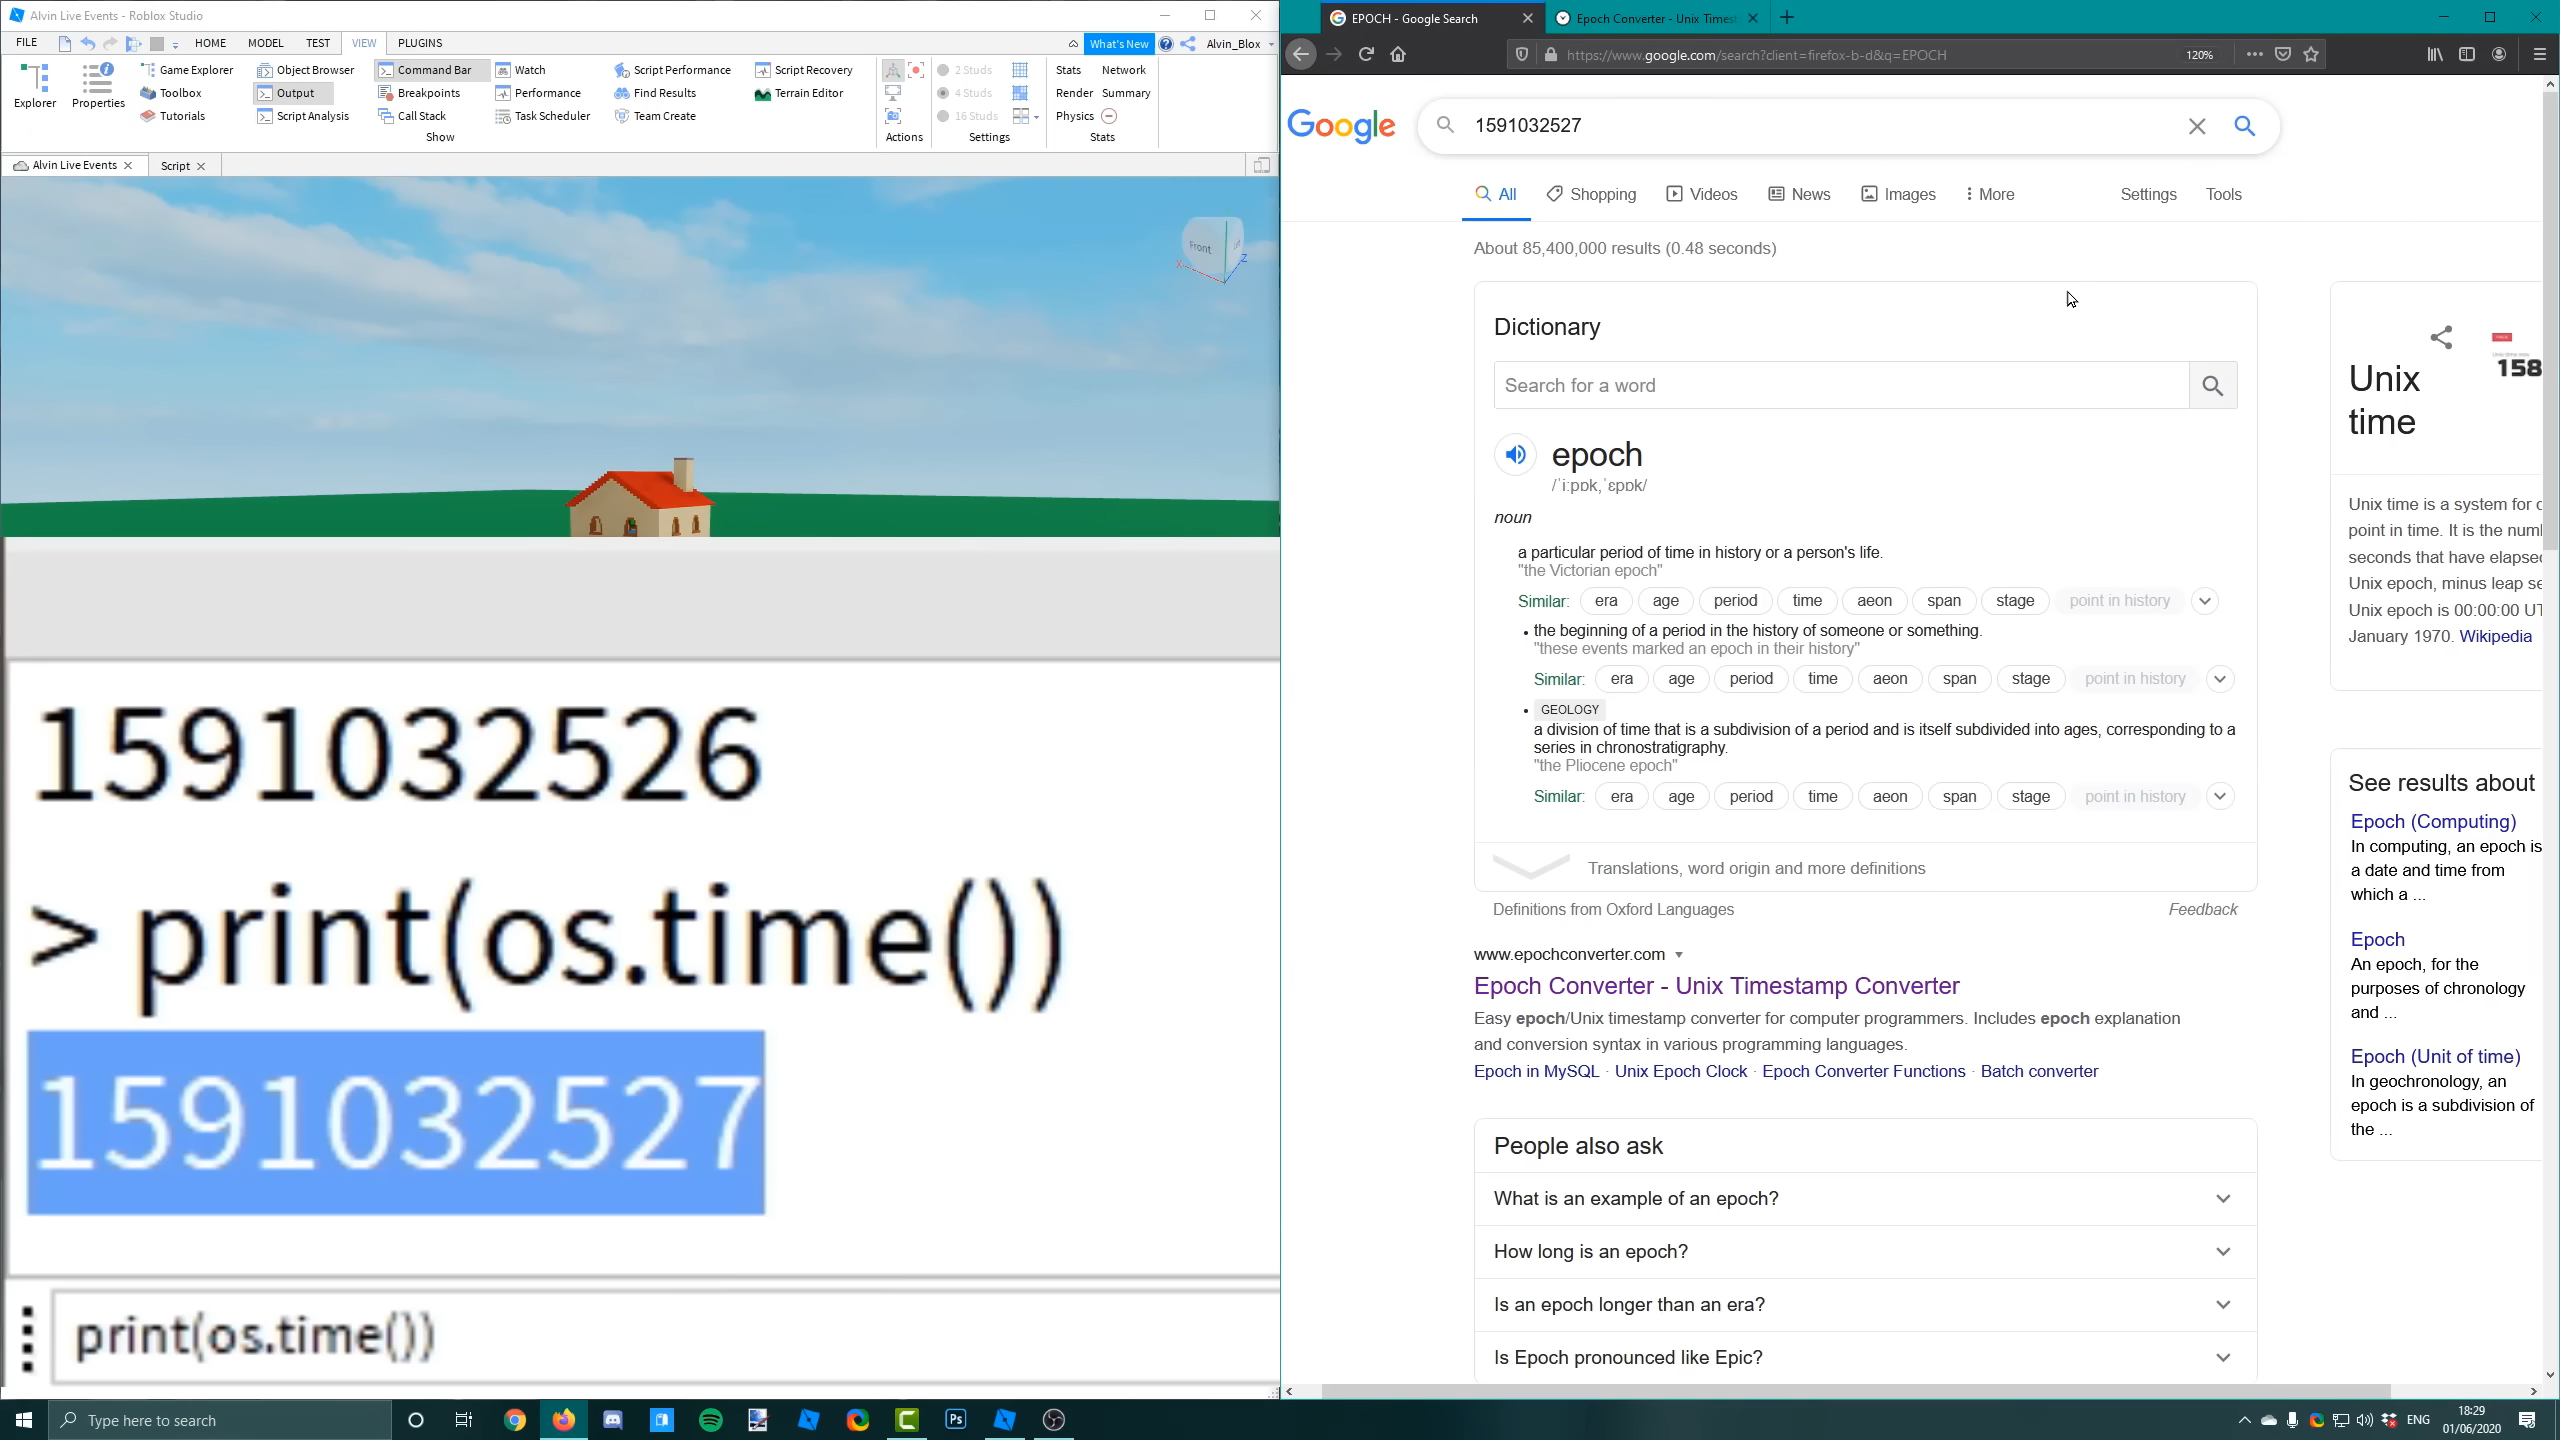 Alvin Live Events - Roblox Studio
FILE HOME MODEL TEST VIEW PLUGINS What's New Alvin_Blox
Explorer
Properties
Game Explorer
Toolbox
Tutorials
Object Browser
Output
Script Analysis
Command Bar
Breakpoints
Call Stack
Watch
Performance
Task Scheduler
Script Performance
Find Results
Team Create
Script Recovery
Terrain Editor
Show
Actions
2 Studs
4 Studs
16 Studs
Settings
Stats Network
Render Summary
Physics
Stats
Alvin Live Events
Script
Front
X
Z
1591032526
> print(os.time())
1591032527
print(os.time())
EPOCH - Google Search
Epoch Converter - Unix Times
https://www.google.com/search?client=firefox-b-d&q=EPOCH
120%
Google
1591032527
All Shopping Videos News Images More Settings Tools
About 85,400,000 results (0.48 seconds)
Dictionary
Search for a word
epoch
/ˈiːpɒk,ˈɛpɒk/
noun
a particular period of time in history or a person's life.
"the Victorian epoch"
Similar: era age period time aeon span stage point in history
• the beginning of a period in the history of someone or something.
"these events marked an epoch in their history"
Similar: era age period time aeon span stage point in history
• GEOLOGY
a division of time that is a subdivision of a period and is itself subdivided into ages, corresponding to a
series in chronostratigraphy.
"the Pliocene epoch"
Similar: era age period time aeon span stage point in history
Translations, word origin and more definitions
Definitions from Oxford Languages Feedback
www.epochconverter.com
Epoch Converter - Unix Timestamp Converter
Easy epoch/Unix timestamp converter for computer programmers. Includes epoch explanation
and conversion syntax in various programming languages.
Epoch in MySQL · Unix Epoch Clock · Epoch Converter Functions · Batch converter
People also ask
What is an example of an epoch?
How long is an epoch?
Is an epoch longer than an era?
Is Epoch pronounced like Epic?
Unix
time
158
Unix time is a system for
point in time. It is the
seconds that have
Unix epoch, minus leap
Unix epoch is 00:00:00
January 1970. Wikipedia
See results about
Epoch (Computing)
In computing, an epoch is
a date and time from
which a ...
Epoch
An epoch, for the
purposes of chronology
and ...
Epoch (Unit of time)
In geochronology, an
epoch is a subdivision of
the ...
Type here to search
Ps
ENG
18:29
01/06/2020